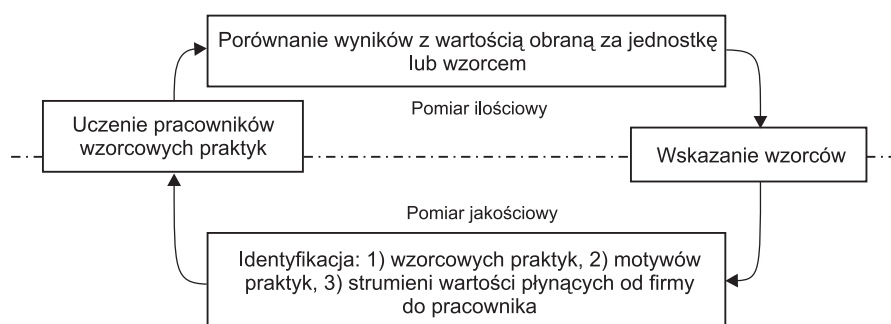 Porównanie wyników z wartością obraną za jednostkę
lub wzorcem
Pomiar ilościowy
Uczenie pracowników
wzorcowych praktyk
Wskazanie wzorców
Pomiar jakościowy
Identyfikacja: 1) wzorcowych praktyk, 2) motywów
praktyk, 3) strumieni wartości płynących od firmy
do pracownika